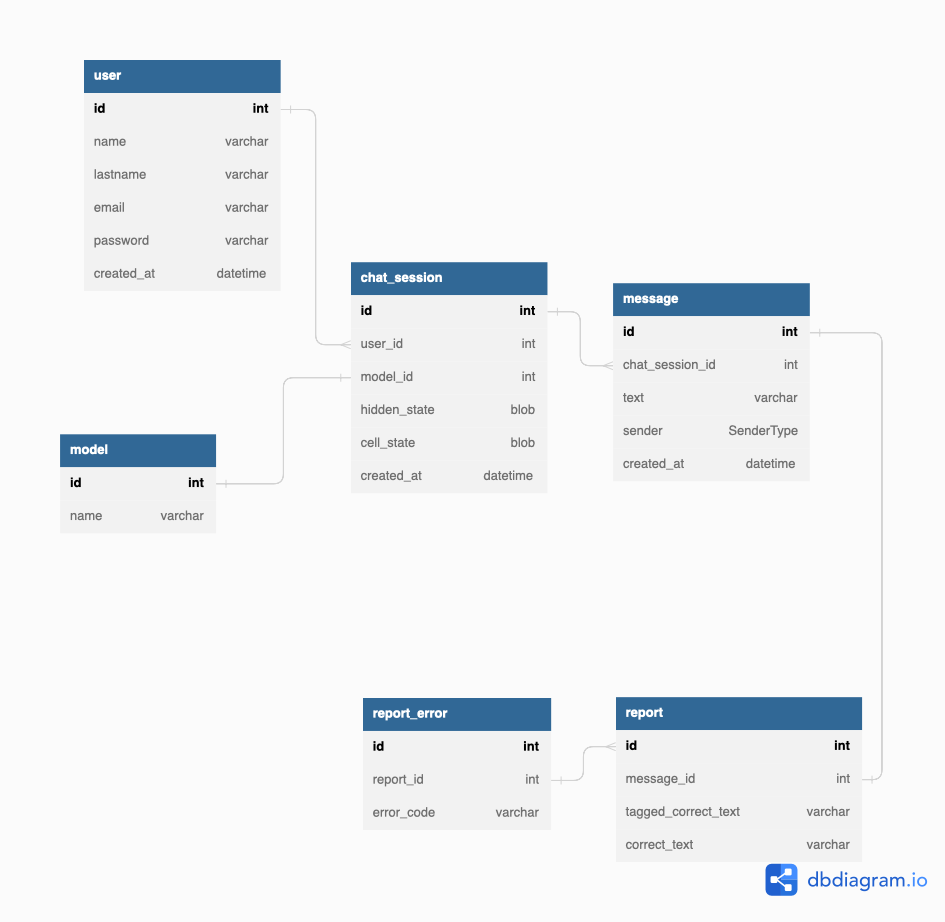 user
id int
name varchar
lastname varchar
email varchar
password varchar
created_at datetime
chat_session
id int
user_id int
model_id int
hidden_state blob
cell_state blob
created_at datetime
message
id int
chat_session_id int
text varchar
sender SenderType
created_at datetime
model
id int
name varchar
report_error
id int
report_id int
error_code varchar
report
id int
message_id int
tagged_correct_text varchar
correct_text varchar
dbdiagram.io